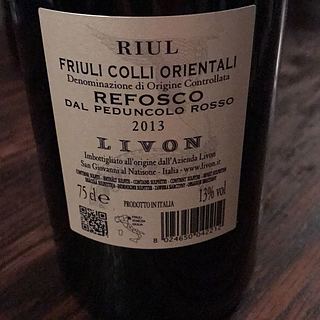 RIUL
FRIULI COLLI ORIENTALI
Denominazione di Origine Controllata
REFOSCO
DAL PEDUNCOLO ROSSO
2013
LIVON
Imbottigliato all'origine dall'Azienda Livon
San Giovanni al Natisone - Italia - www.livon.it
75 cl e
PRODOTTO IN ITALIA
13% vol
8 024650 042212